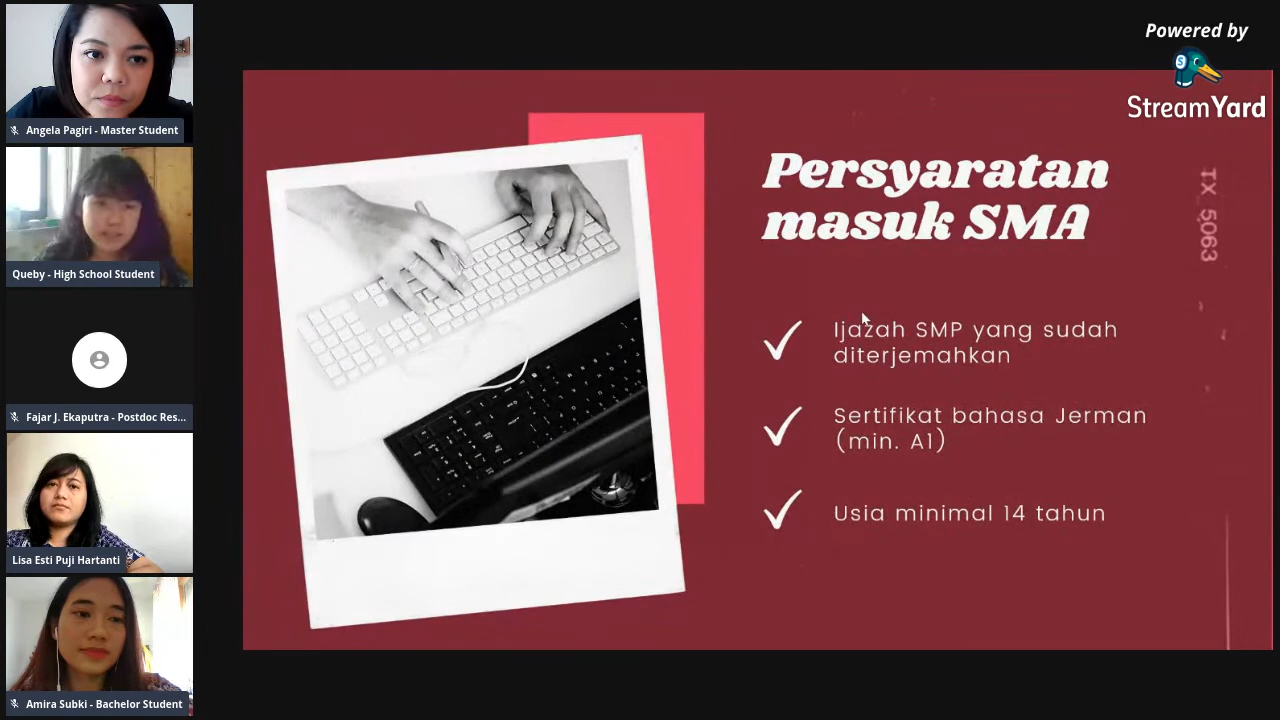 Powered by
StreamYard
Angela Pagiri - Master Student
Queby - High School Student
Fajar J. Ekaputra - Postdoc Res...
Lisa Esti Puji Hartanti
Amira Subki - Bachelor Student
Persyaratan
masuk SMA
Ijazah SMP yang sudah
diterjemahkan
Sertifikat bahasa Jerman
(min. A1)
Usia minimal 14 tahun
TX 5063